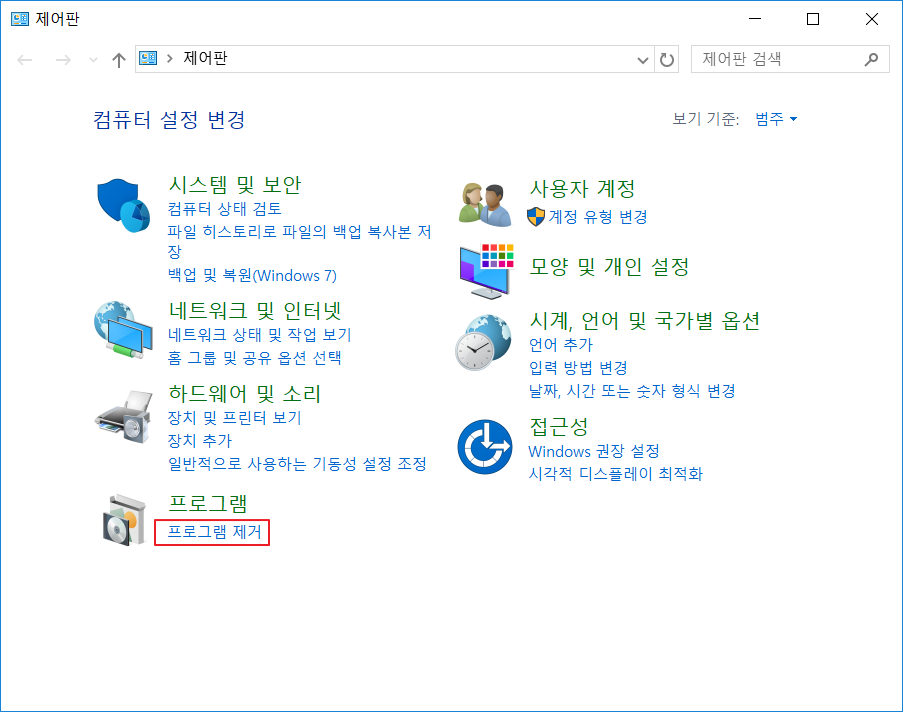 제어판
제어판
제어판 검색
컴퓨터 설정 변경
보기 기준: 범주
시스템 및 보안
컴퓨터 상태 검토
파일 히스토리로 파일의 백업 복사본 저
장
백업 및 복원(Windows 7)
네트워크 및 인터넷
네트워크 상태 및 작업 보기
홈 그룹 및 공유 옵션 선택
하드웨어 및 소리
장치 및 프린터 보기
장치 추가
일반적으로 사용하는 기동성 설정 조정
프로그램
프로그램 제거
사용자 계정
계정 유형 변경
모양 및 개인 설정
시계, 언어 및 국가별 옵션
언어 추가
입력 방법 변경
날짜, 시간 또는 숫자 형식 변경
접근성
Windows 권장 설정
시각적 디스플레이 최적화